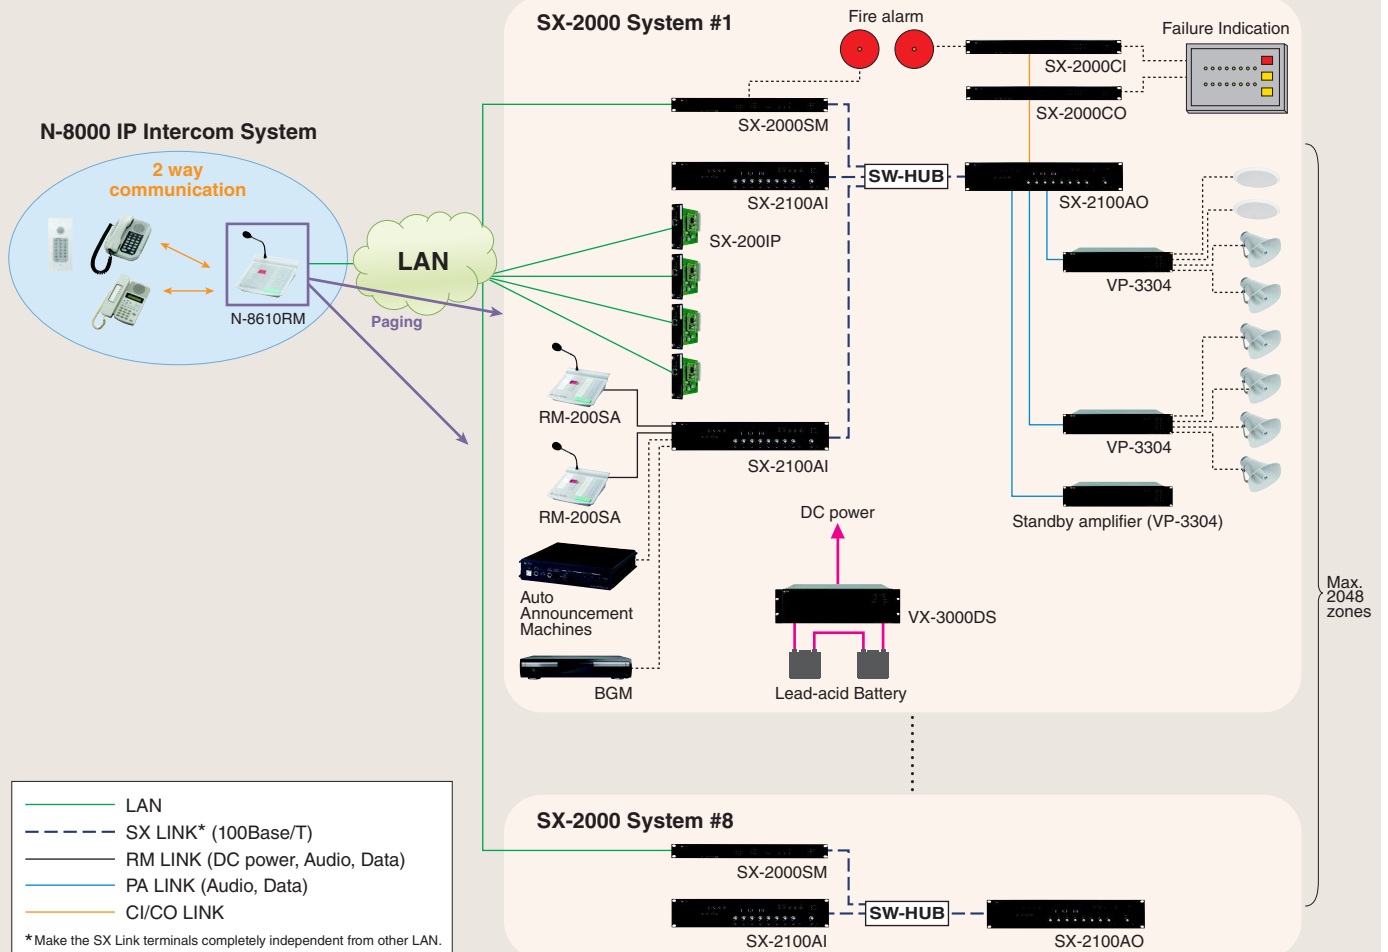 SX-2000 System #1
Fire alarm
Failure Indication
SX-2000CI
SX-2000CO
SX-2000SM
N-8000 IP Intercom System
2 way
communication
SW-HUB
SX-2100AI
SX-2100AO
SX-200IP
LAN
VP-3304
N-8610RM
Paging
RM-200SA
VP-3304
SX-2100AI
RM-200SA
DC power
Standby amplifier (VP-3304)
Auto
Announcement
Machines
VX-3000DS
Max.
2048
zones
BGM
Lead-acid Battery
LAN
SX LINK* (100Base/T)
RM LINK (DC power, Audio, Data)
PA LINK (Audio, Data)
CI/CO LINK
*Make the SX Link terminals completely independent from other LAN.
SX-2000 System #8
SX-2000SM
SW-HUB
SX-2100AI
SX-2100AO